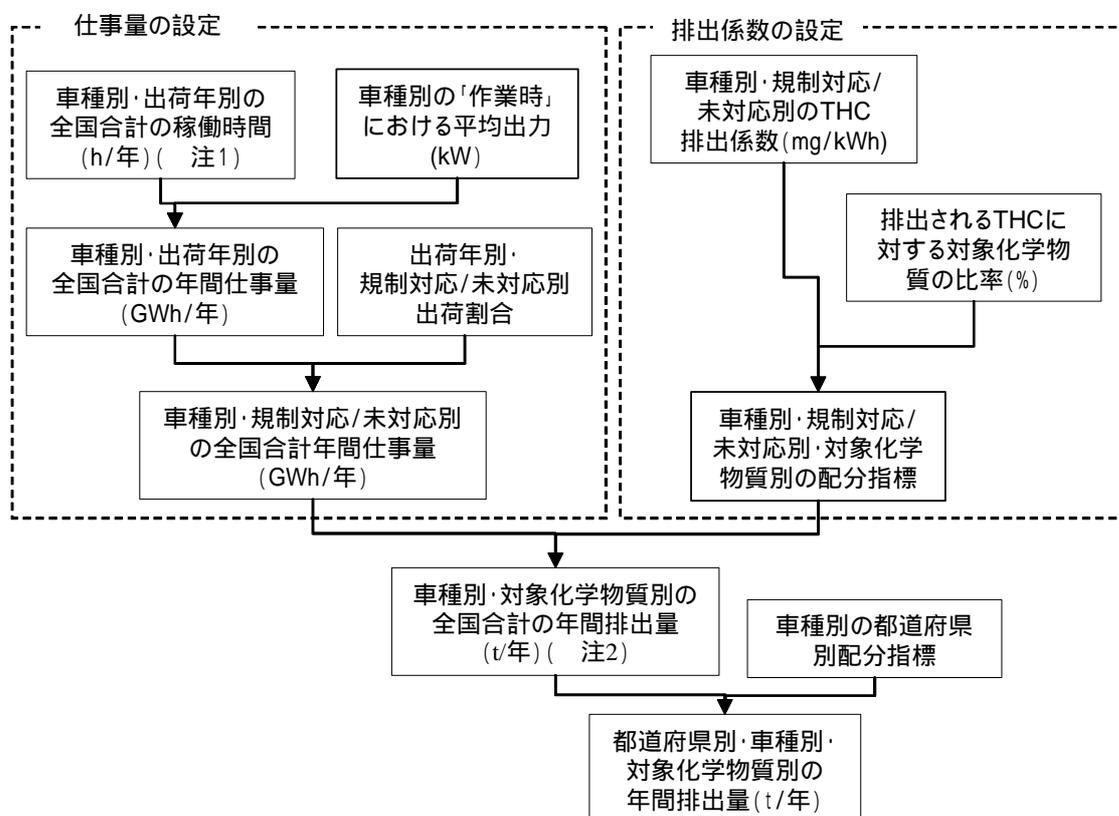 仕事量の設定
排出係数の設定
車種別･出荷年別の
全国合計の稼働時間
(h/年)(　注1)
車種別の｢作業時｣
における平均出力
(kW)
車種別･規制対応/
未対応別のTHC
排出係数(mg/kWh)
排出されるTHCに
対する対象化学物
質の比率(%)
車種別･出荷年別の
全国合計の年間仕事量
(GWh/年)
出荷年別･
規制対応/未対応別
出荷割合
車種別･規制対応/未対応別
の全国合計年間仕事量
(GWh/年)
車種別･規制対応/
未対応別･対象化学
物質別の配分指標
車種別･対象化学物質別の
全国合計の年間排出量
(t/年)(　注2)
車種別の都道府県
別配分指標
都道府県別･車種別･
対象化学物質別の
年間排出量(t/年)